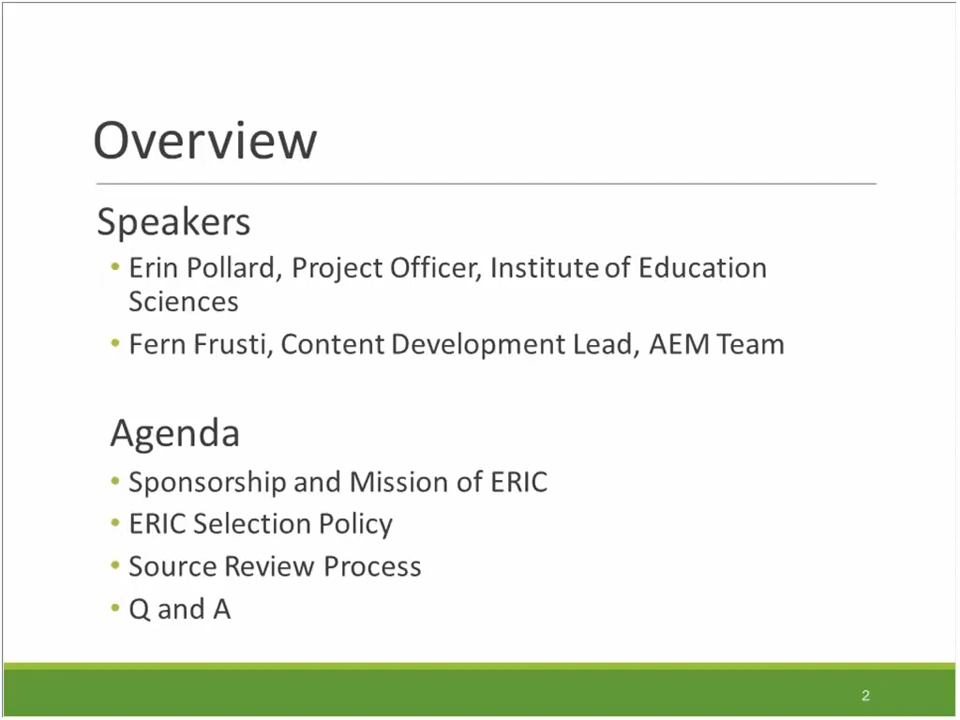 Overview
Speakers
• Erin Pollard, Project Officer, Institute of Education
Sciences
• Fern Frusti, Content Development Lead, AEM Team
Agenda
• Sponsorship and Mission of ERIC
• ERIC Selection Policy
• Source Review Process
• Q and A
2